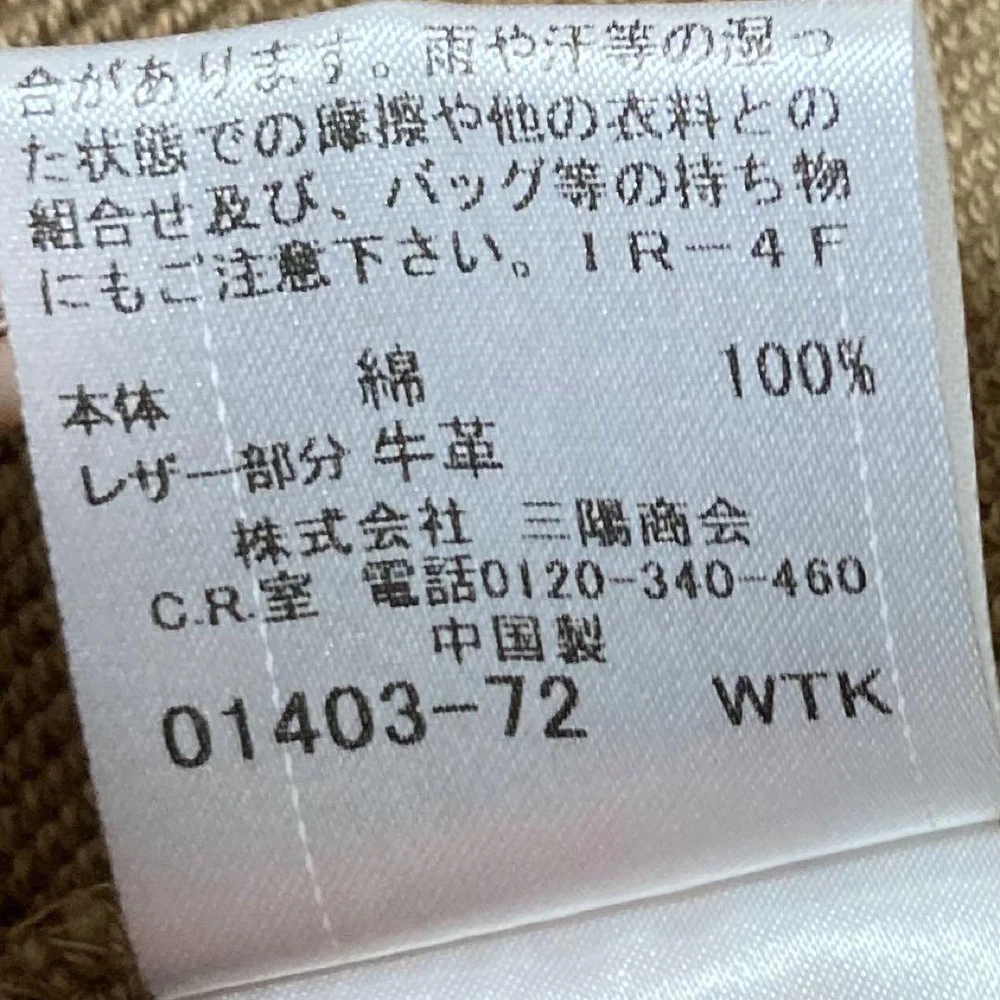 合があります。雨や汗等の湿っ
た状態での摩擦や他の衣料との
組合せ及び、バッグ等の持ち物
にもご注意下さい。IR-4F
本体 綿 100%
レザー部分 牛革
株式会社 三陽商会
C.R.室 電話0120-340-460
中国製
01403-72 WTK